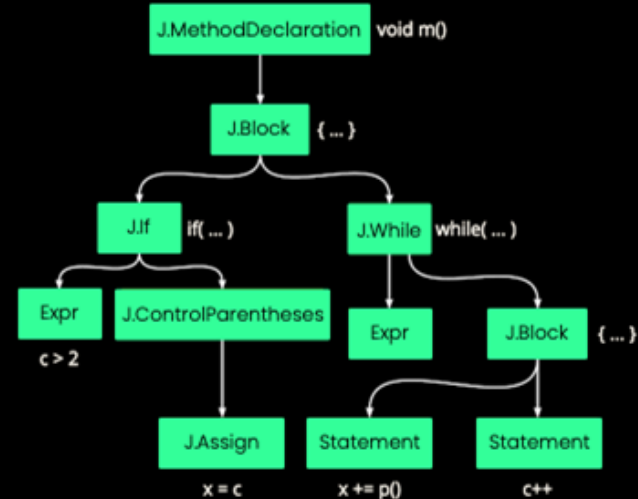 J.MethodDeclaration void m()
J.Block { ... }
J.If if( ... ) J.While while( ... )
Expr J.ControlParentheses Expr J.Block { ... }
c > 2
J.Assign Statement Statement
x = c x += p() c++